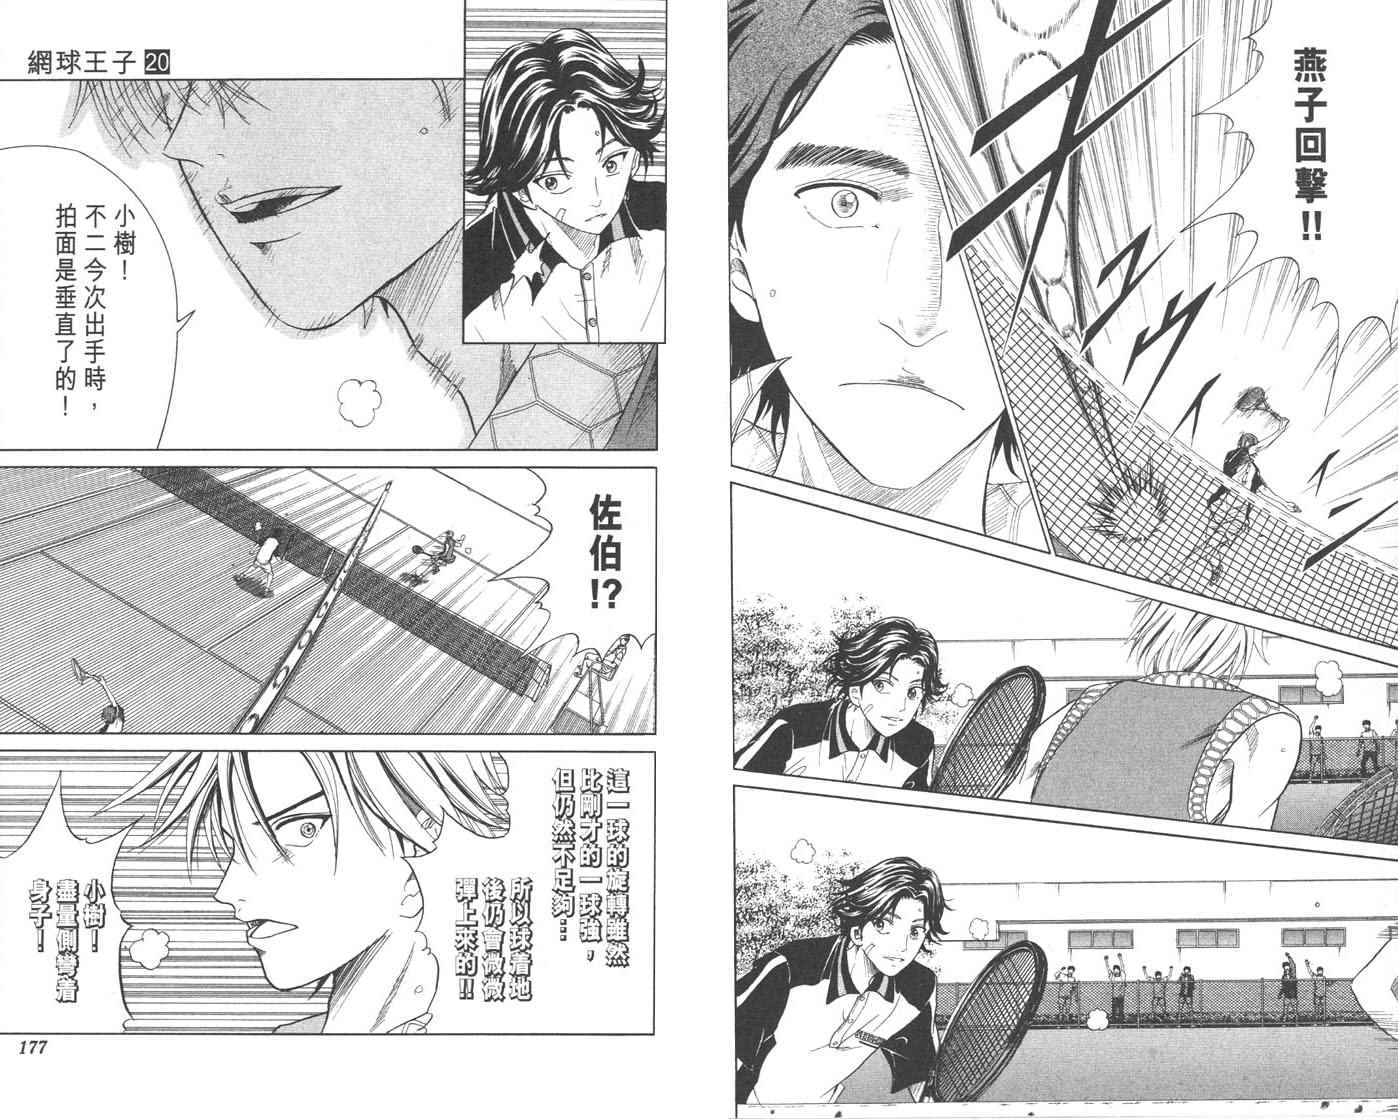 燕子回擊!!
網球王子 20
小樹！
不二今次出手時，
拍面是垂直了的！
佐伯!?
這一球的旋轉雖然
比剛才的一球強，
但仍然不足夠…
所以球着地
後仍會微微
彈上來的!!
小樹！
盡量側彎着
身子！
177